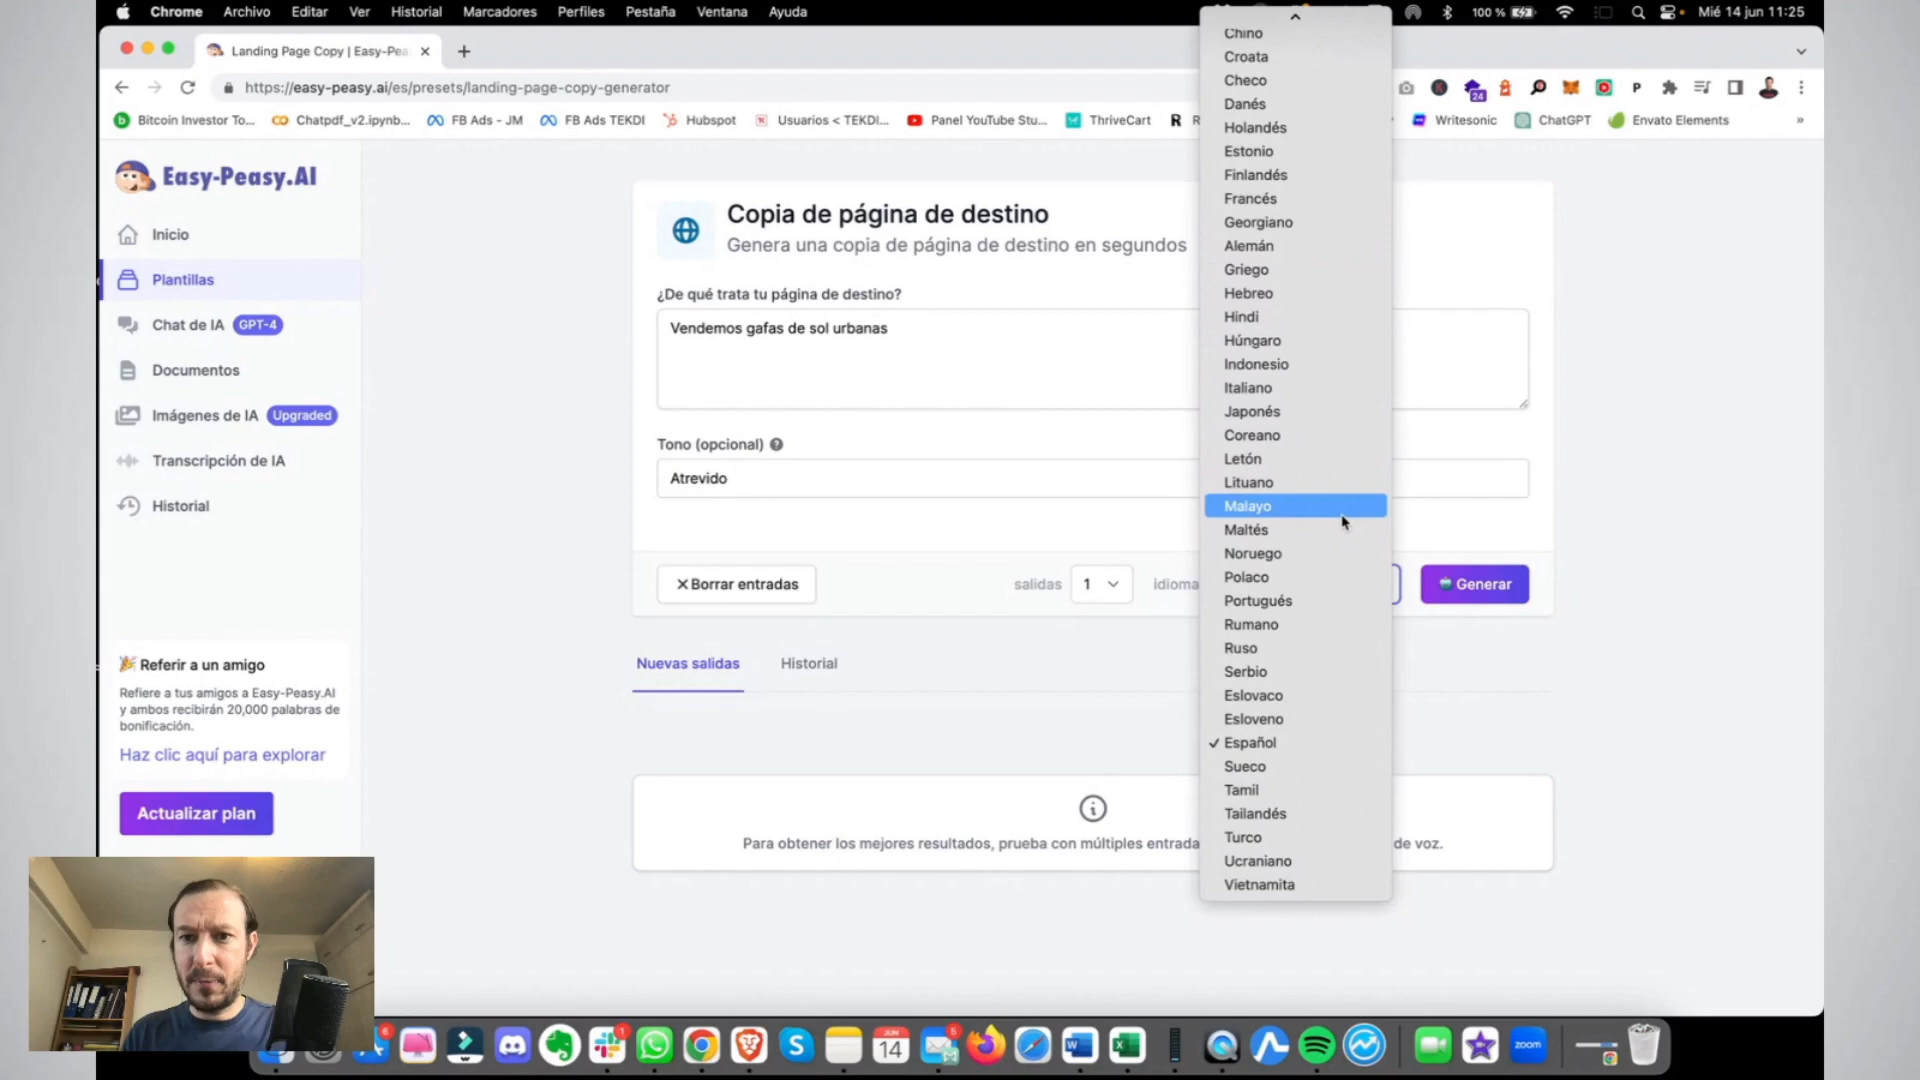 Chrome Archivo Editar Ver Historial Marcadores Perfiles Pestaña Ventana Ayuda
100 % Mié 14 jun 11:25
Landing Page Copy | Easy-Pea
https://easy-peasy.ai/es/presets/landing-page-copy-generator
24
P
Bitcoin Investor To... Chatpdf_v2.ipynb... FB Ads - JM FB Ads TEKDI Hubspot Usuarios < TEKDI... Panel YouTube Stu... ThriveCart R Writesonic ChatGPT Envato Elements »
Easy-Peasy.AI
Inicio
Plantillas
Chat de IA GPT-4
Documentos
Imágenes de IA Upgraded
Transcripción de IA
Historial
Referir a un amigo
Refiere a tus amigos a Easy-Peasy.AI
y ambos recibirán 20,000 palabras de
bonificación.
Haz clic aquí para explorar
Actualizar plan
Copia de página de destino
Genera una copia de página de destino en segundos
¿De qué trata tu página de destino?
Vendemos gafas de sol urbanas
Tono (opcional)
Atrevido
Borrar entradas
salidas 1 idioma
Generar
Nuevas salidas Historial
Para obtener los mejores resultados, prueba con múltiples entrada
de voz.
Chino
Croata
Checo
Danés
Holandés
Estonio
Finlandés
Francés
Georgiano
Alemán
Griego
Hebreo
Hindi
Húngaro
Indonesio
Italiano
Japonés
Coreano
Letón
Lituano
Malayo
Maltés
Noruego
Polaco
Portugués
Rumano
Ruso
Serbio
Eslovaco
Esloveno
✓ Español
Sueco
Tamil
Tailandés
Turco
Ucraniano
Vietnamita
6
1
JUN
14
5
zoom